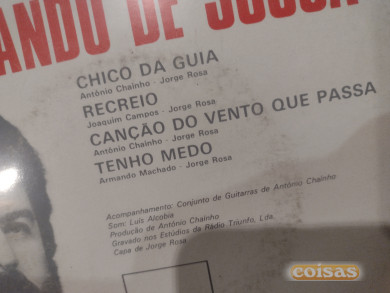 ANDO DE SOUSA
CHICO DA GUIA
António Chainho - Jorge Rosa
RECREIO
Joaquim Campos - Jorge Rosa
CANÇÃO DO VENTO QUE PASSA
António Chainho - Jorge Rosa
TENHO MEDO
Armando Machado - Jorge Rosa
Acompanhamento: Conjunto de Guitarras de António Chainho
Som: Luís Alcobia
Produção de António Chainho
Gravado nos Estúdios da Rádio Triunfo, Lda.
Capa de Jorge Rosa
coisas